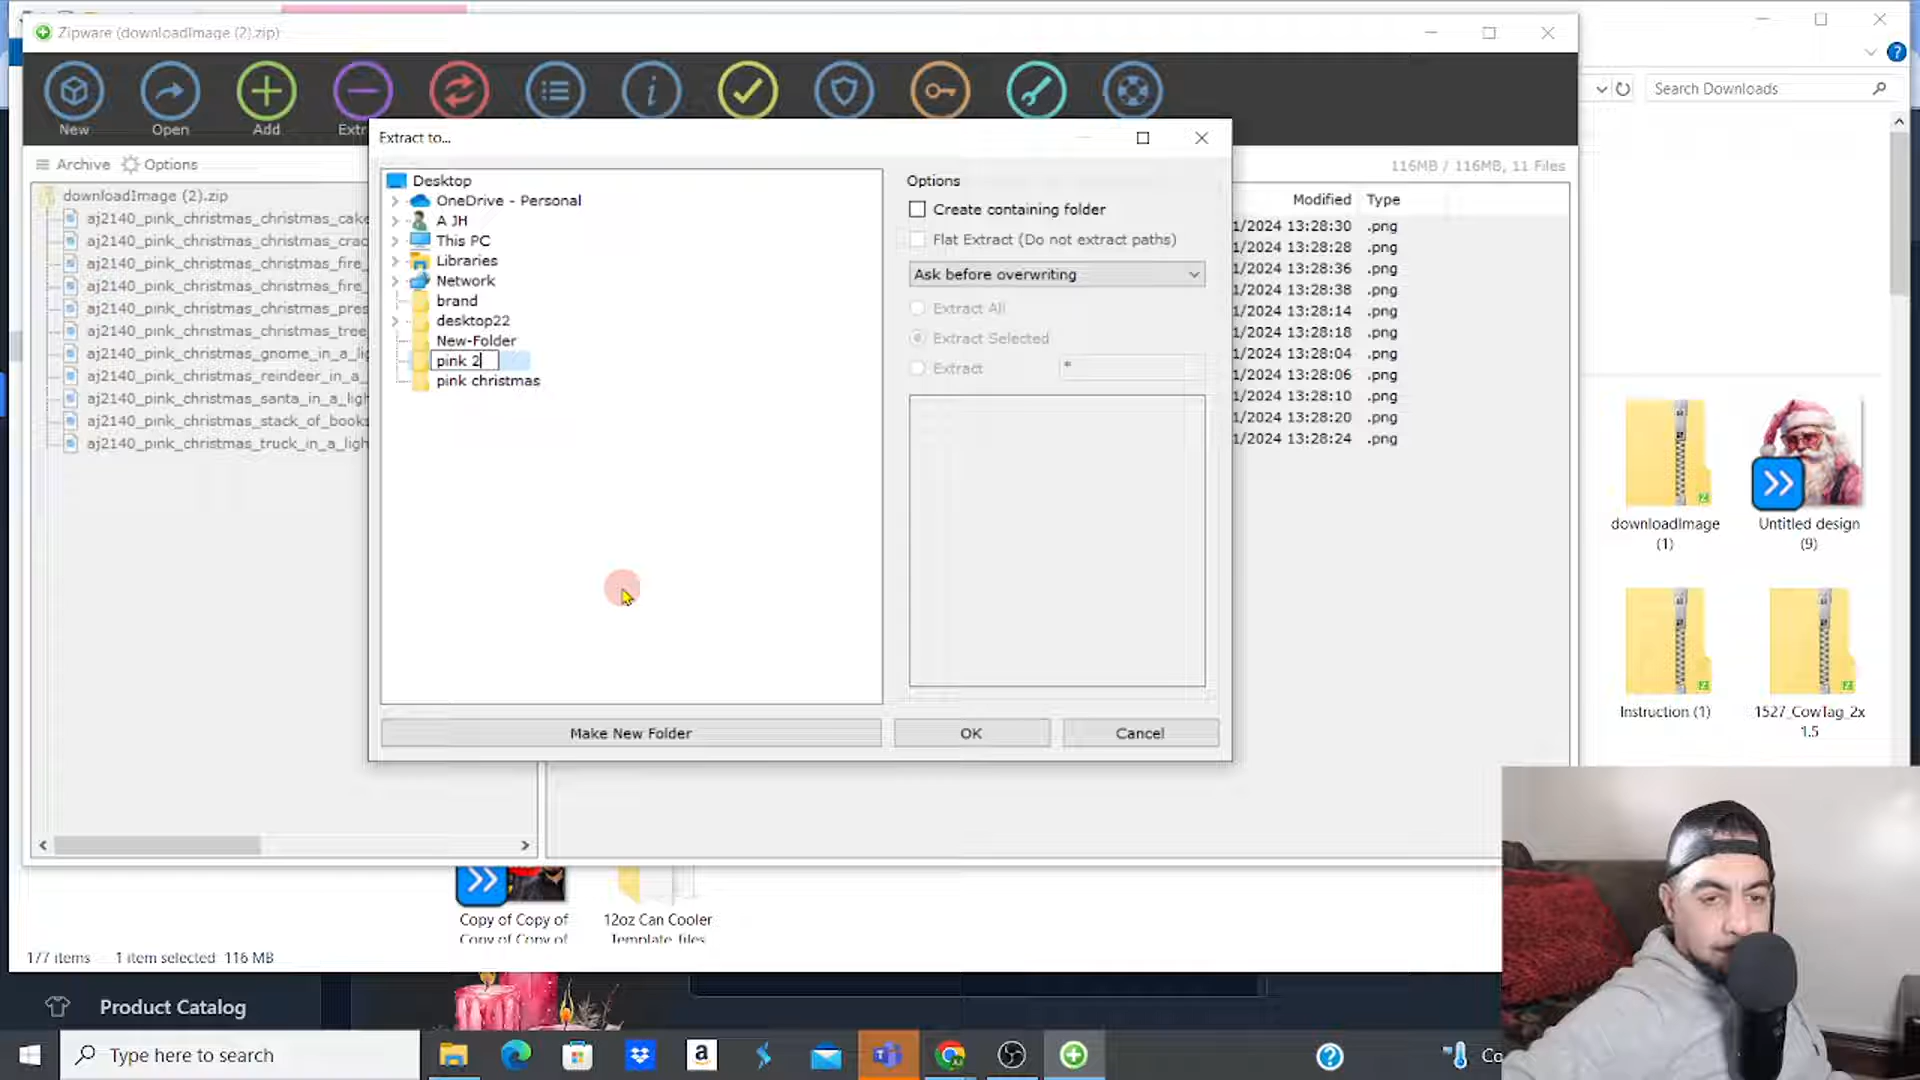 Zipware (downloadImage (2).zip)
New
Open
Add
Extr
Search Downloads
Archive
Options
116MB / 116MB, 11 Files
downloadImage (2).zip
aj2140_pink_christmas_christmas_cake
aj2140_pink_christmas_christmas_crac
aj2140_pink_christmas_christmas_fire_
aj2140_pink_christmas_christmas_fire_
aj2140_pink_christmas_christmas_pres
aj2140_pink_christmas_christmas_tree_
aj2140_pink_christmas_gnome_in_a_lig
aj2140_pink_christmas_reindeer_in_a_
aj2140_pink_christmas_santa_in_a_ligh
aj2140_pink_christmas_stack_of_books
aj2140_pink_christmas_truck_in_a_ligh
Extract to...
Desktop
OneDrive - Personal
A JH
This PC
Libraries
Network
brand
desktop22
New-Folder
pink 2
pink christmas
Options
Create containing folder
Flat Extract (Do not extract paths)
Ask before overwriting
Extract All
Extract Selected
Extract
*
Make New Folder
OK
Cancel
Modified Type
1/2024 13:28:30 .png
1/2024 13:28:28 .png
1/2024 13:28:36 .png
1/2024 13:28:38 .png
1/2024 13:28:14 .png
1/2024 13:28:18 .png
1/2024 13:28:04 .png
1/2024 13:28:06 .png
1/2024 13:28:10 .png
1/2024 13:28:20 .png
1/2024 13:28:24 .png
downloadImage
(1)
Untitled design
(9)
Instruction (1)
1527_CowTag_2x
1.5
Copy of Copy of
Copy of Copy of
12oz Can Cooler
Template files
177 items 1 item selected 116 MB
Product Catalog
Type here to search
Co